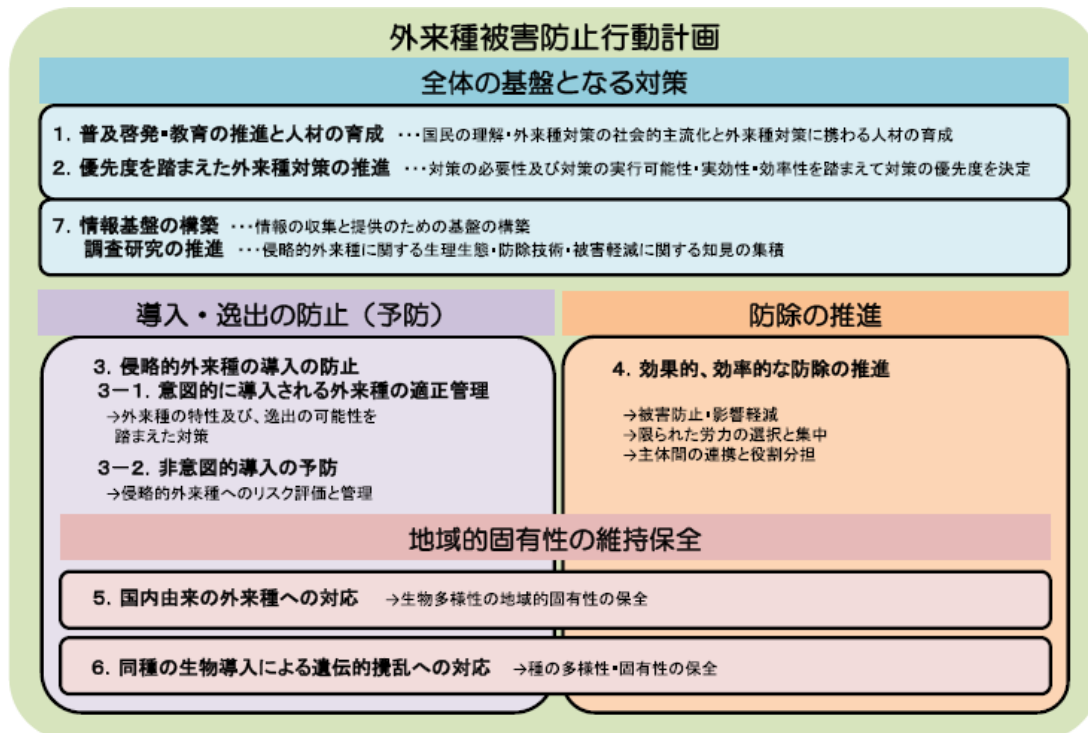 外来種被害防止行動計画
全体の基盤となる対策
1．普及啓発・教育の推進と人材の育成 ・・・国民の理解・外来種対策の社会的主流化と外来種対策に携わる人材の育成
2．優先度を踏まえた外来種対策の推進 ・・・対策の必要性及び対策の実行可能性・実効性・効率性を踏まえて対策の優先度を決定
7．情報基盤の構築 ・・・情報の収集と提供のための基盤の構築
調査研究の推進 ・・・侵略的外来種に関する生理生態・防除技術・被害軽減に関する知見の集積
導入・逸出の防止（予防）
3．侵略的外来種の導入の防止
3－1．意図的に導入される外来種の適正管理
→外来種の特性及び、逸出の可能性を
踏まえた対策
3－2．非意図的導入の予防
→侵略的外来種へのリスク評価と管理
防除の推進
4．効果的、効率的な防除の推進
→被害防止・影響軽減
→限られた労力の選択と集中
→主体間の連携と役割分担
地域的固有性の維持保全
5．国内由来の外来種への対応 →生物多様性の地域的固有性の保全
6．同種の生物導入による遺伝的攪乱への対応 →種の多様性・固有性の保全